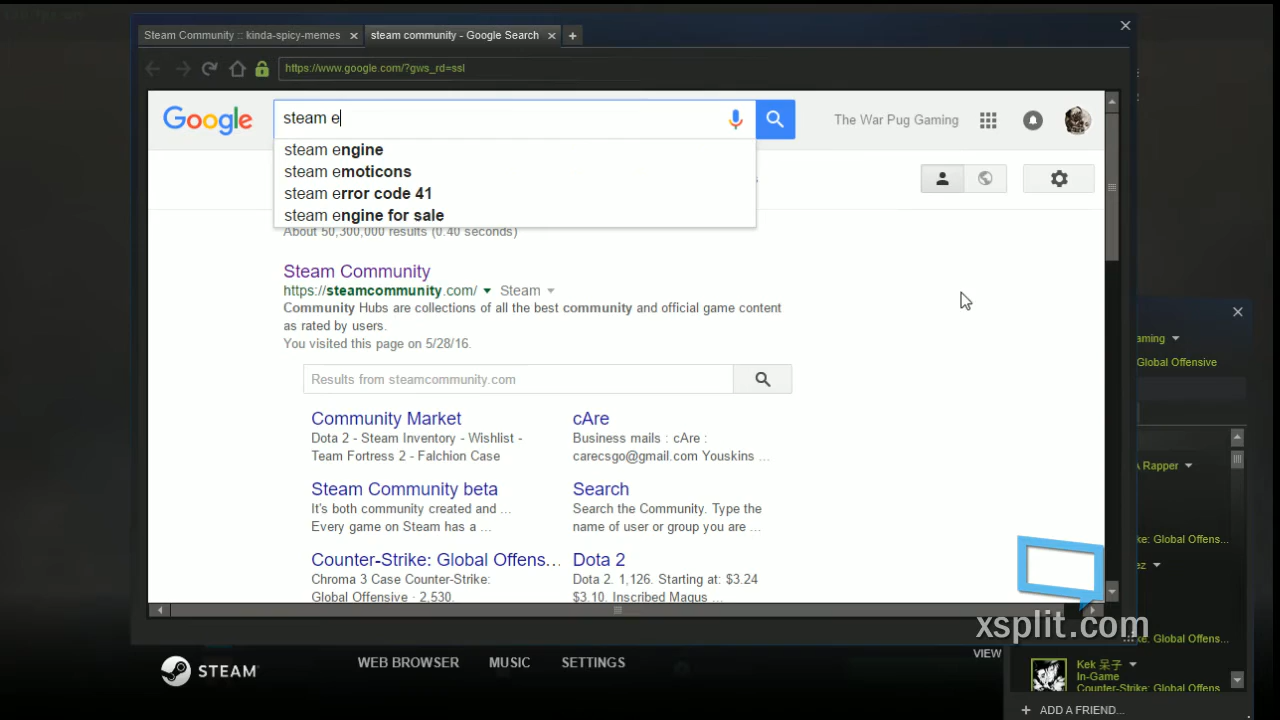 Steam Community :: kinda-spicy-memes
steam community - Google Search
https://www.google.com/?gws_rd=ssl
Google
steam e
The War Pug Gaming
steam engine
steam emoticons
steam error code 41
steam engine for sale
About 50,300,000 results (0.40 seconds)
Steam Community
https://steamcommunity.com/ Steam
Community Hubs are collections of all the best community and official game content
as rated by users.
You visited this page on 5/28/16.
Results from steamcommunity.com
Community Market
Dota 2 - Steam Inventory - Wishlist -
Team Fortress 2 - Falchion Case
cAre
Business mails : cAre :
carecsgo@gmail.com Youskins ...
Steam Community beta
It's both community created and ...
Every game on Steam has a ...
Search
Search the Community. Type the
name of user or group you are ...
Counter-Strike: Global Offens...
Chroma 3 Case Counter-Strike:
Global Offensive · 2,530.
Dota 2
Dota 2. 1,126. Starting at: $3.24
$3.10. Inscribed Magus ...
aming
Global Offensive
A Rapper
ke: Global Offens...
ez
ke: Global Offens...
Kek 呆子
In-Game
Counter-Strike: Global Offens
+ ADD A FRIEND...
xsplit.com
VIEW
STEAM
WEB BROWSER
MUSIC
SETTINGS